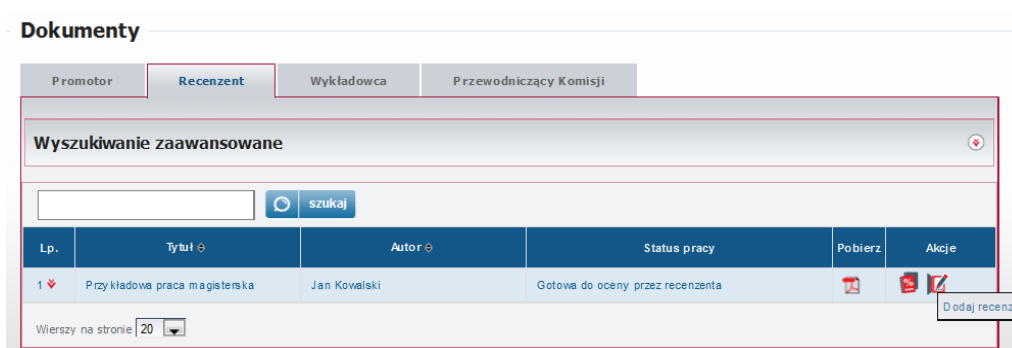 Dokumenty
Promotor Recenzent Wykładowca Przewodniczący Komisji
Wyszukiwanie zaawansowane
szukaj
Lp. Tytuł Autor Status pracy Pobierz Akcje
1 Przykładowa praca magisterska Jan Kowalski Gotowa do oceny przez recenzenta
Dodaj recenz
Wierszy na stronie 20